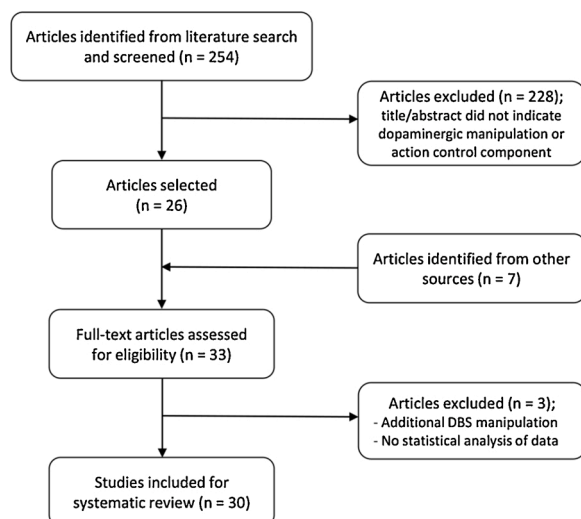 Articles identified from literature search
and screened (n = 254)
Articles excluded (n = 228);
title/abstract did not indicate
dopaminergic manipulation or
action control component
Articles selected
(n = 26)
Articles identified from other
sources (n = 7)
Full-text articles assessed
for eligibility (n = 33)
Articles excluded (n = 3);
- Additional DBS manipulation
- No statistical analysis of data
Studies included for
systematic review (n = 30)